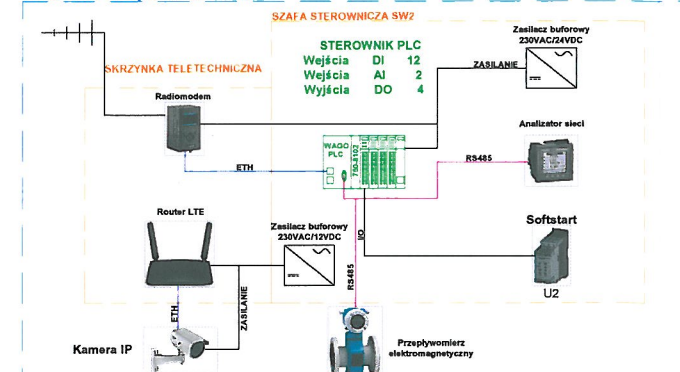 SZAFA STEROWNICZA SW2
Zasilacz buforowy
230VAC/24VDC
STEROWNIK PLC
Wejścia DI 12
Wejścia AI 2
Wyjścia DO 4
ZASILANIE
SKRZYNKA TELETECHNICZNA
Radiomodem
Analizator sieci
WAGO
PLC
750-8102
ETH
RS485
Router LTE
Softstart
Zasilacz buforowy
230VAC/12VDC
I/O
RS485
U2
ETH
ZASILANIE
Kamera IP
Przepływomierz
elektromagnetyczny